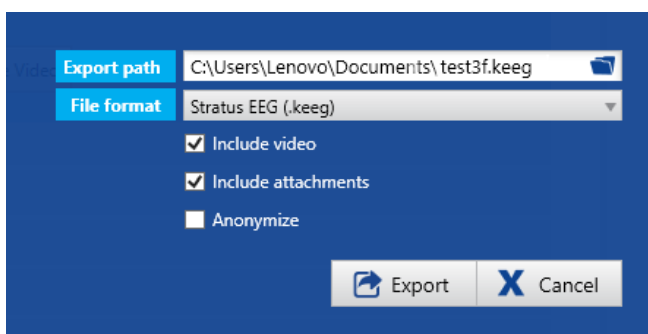 Video
Export path C:\Users\Lenovo\Documents\ test3f.keeg
File format Stratus EEG (.keeg)
Include video
Include attachments
Anonymize
Export X Cancel